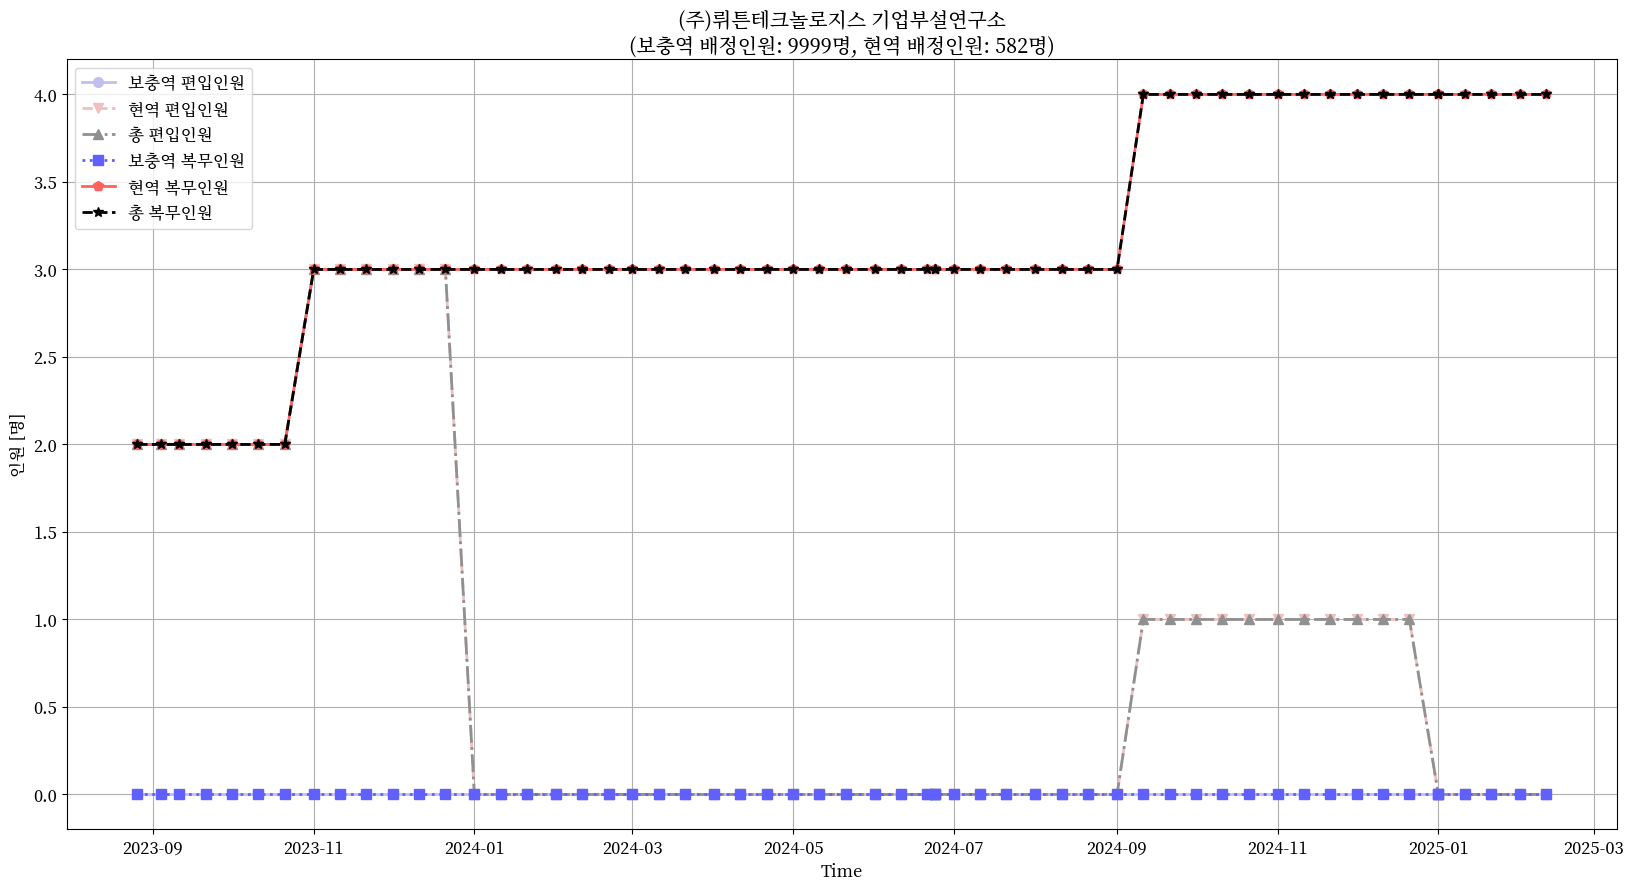 (주)뤼튼테크놀로지스 기업부설연구소
(보충역 배정인원: 9999명, 현역 배정인원: 582명)
보충역 편입인원
현역 편입인원
총 편입인원
보충역 복무인원
현역 복무인원
총 복무인원
4.0
3.5
3.0
2.5
2.0
1.5
1.0
0.5
0.0
인원 [명]
2023-09 2023-11 2024-01 2024-03 2024-05 2024-07 2024-09 2024-11 2025-01 2025-03
Time